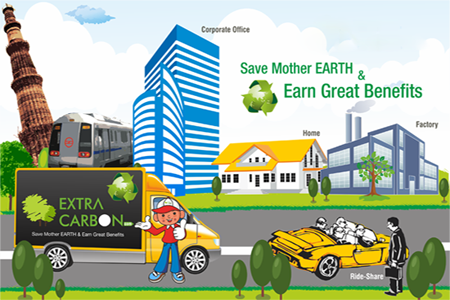 Corporate Office
Save Mother EARTH
&
Earn Great Benefits
Home
Factory
EXTRA
CARBON
Save Mother EARTH & Earn Great Benefits
Ride-Share